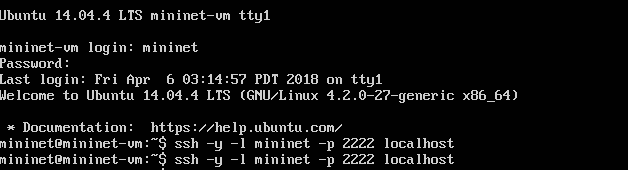 Ubuntu 14.04.4 LTS mininet-vm tty1
mininet-vm login: mininet
Password:
Last login: Fri Apr  6 03:14:57 PDT 2018 on tty1
Welcome to Ubuntu 14.04.4 LTS (GNU/Linux 4.2.0-27-generic x86_64)
 * Documentation:  https://help.ubuntu.com/
mininet@mininet-vm:~$ ssh -y -l mininet -p 2222 localhost
mininet@mininet-vm:~$ ssh -y -l mininet -p 2222 localhost